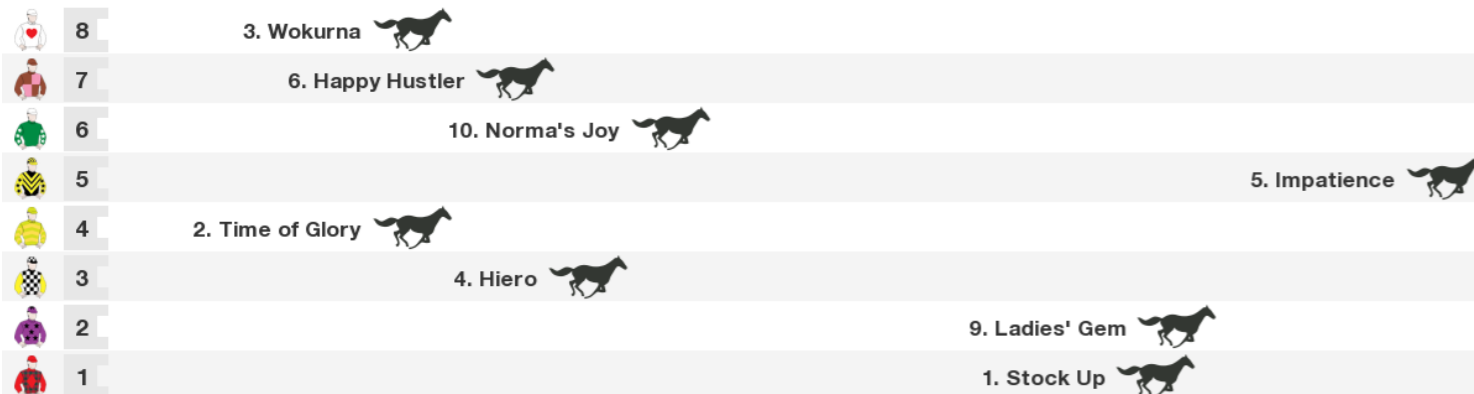 8 3. Wokurna
7 6. Happy Hustler
6 10. Norma's Joy
5 5. Impatience
4 2. Time of Glory
3 4. Hiero
2 9. Ladies' Gem
1 1. Stock Up